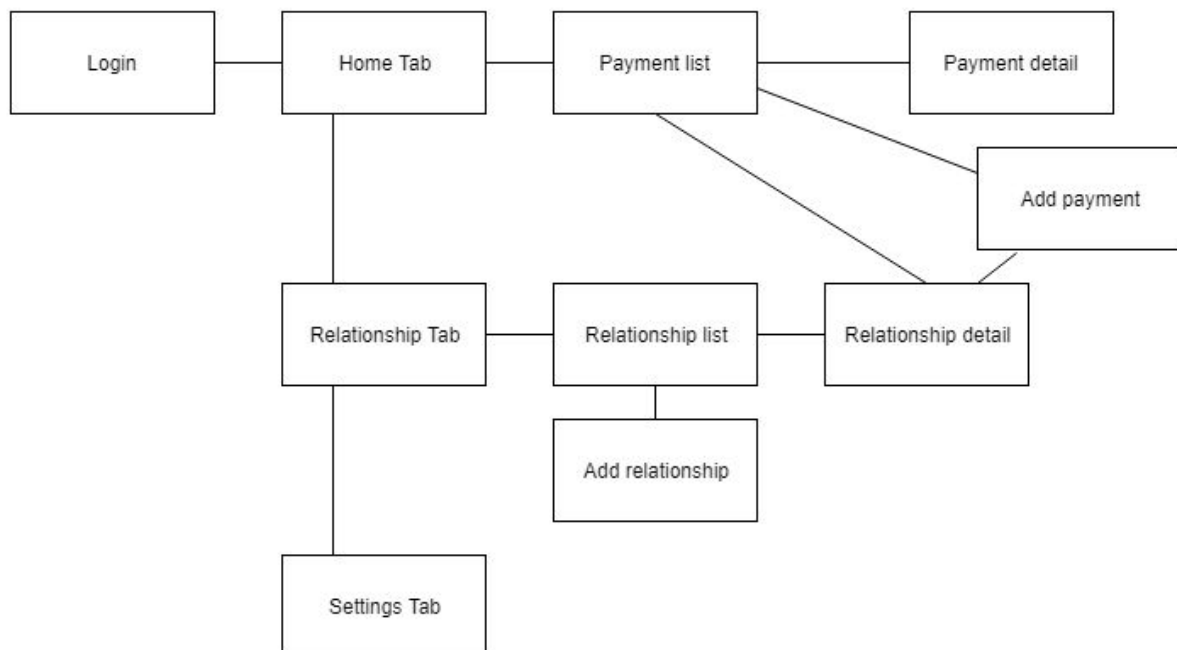 Login
Home Tab
Payment list
Payment detail
Add payment
Relationship Tab
Relationship list
Relationship detail
Add relationship
Settings Tab